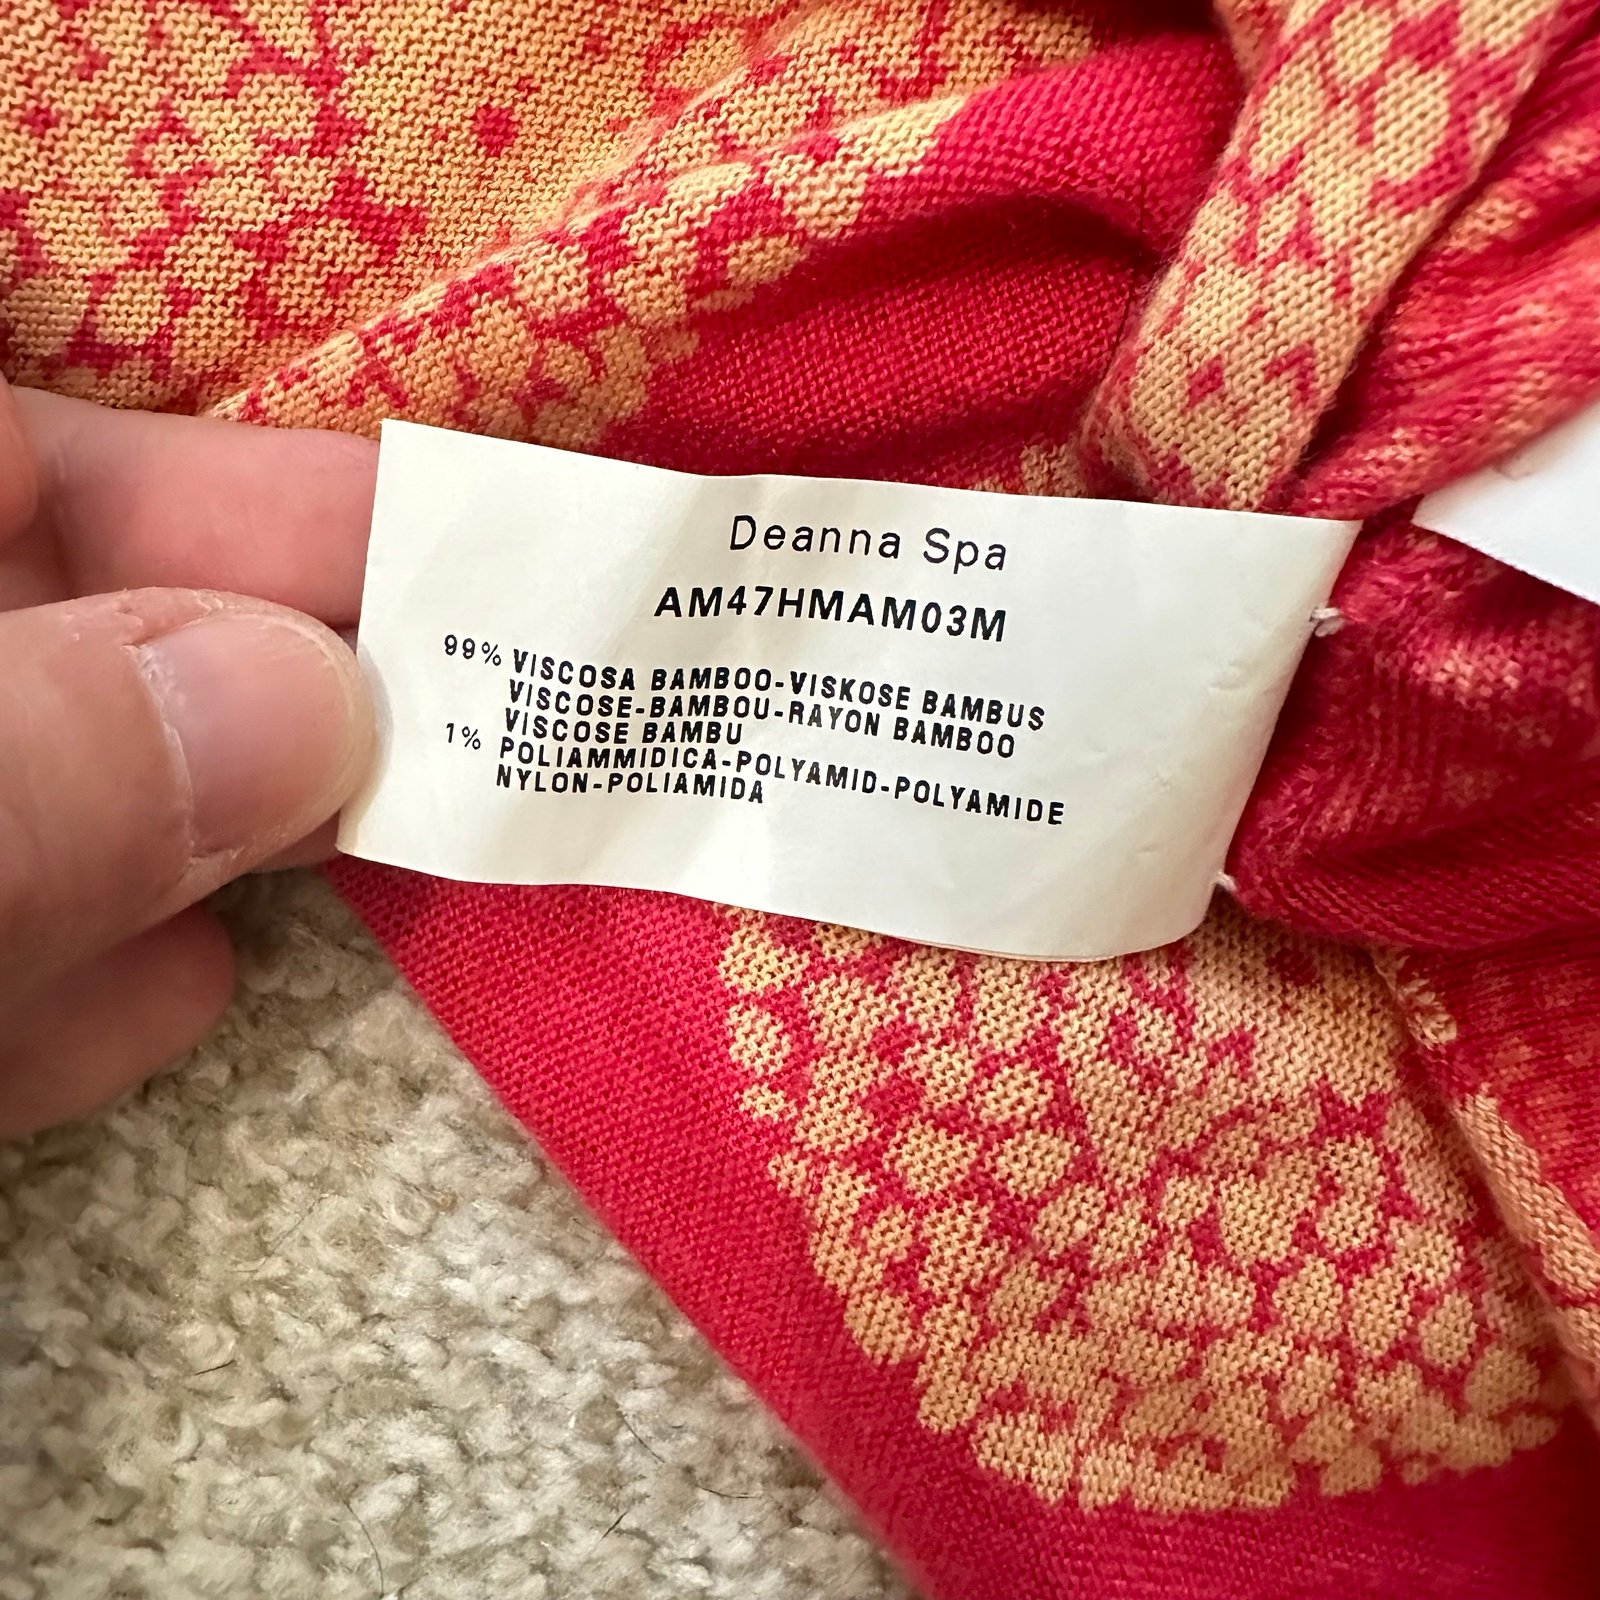 Deanna Spa
AM47HMAM03M
99% VISCOSA BAMBOO-VISKOSE BAMBUS
VISCOSE-BAMBOU-RAYON BAMBOO
VISCOSE BAMBU
1% POLIAMMIDICA-POLYAMID-POLYAMIDE
NYLON-POLIAMIDA